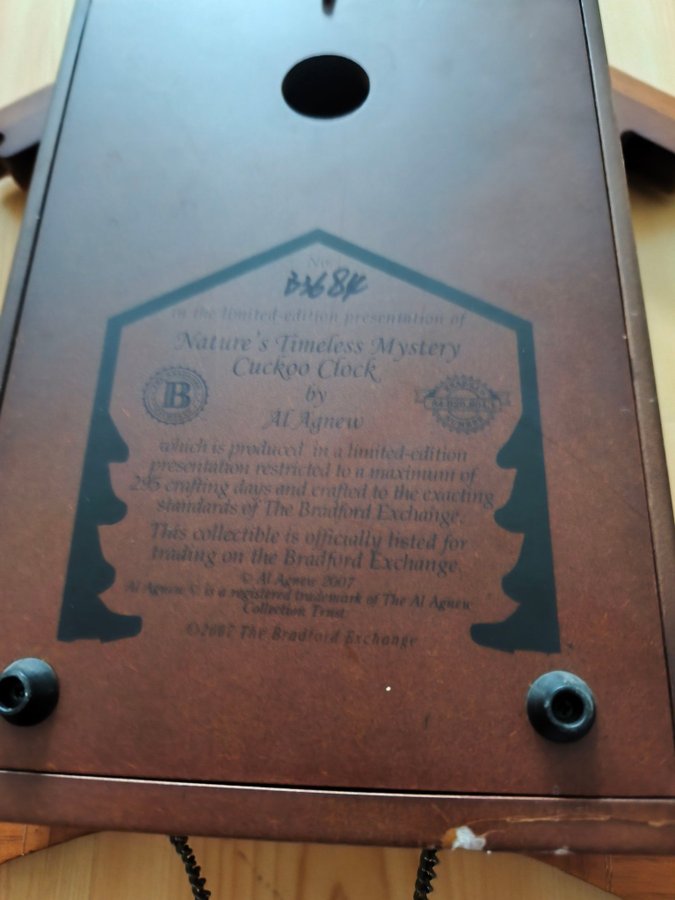 No.
B3684
in the limited-edition presentation of
Nature's Timeless Mystery
Cuckoo Clock
by
Al Agnew
B
which is produced in a limited-edition
presentation restricted to a maximum of
295 crafting days and crafted to the exacting
standards of The Bradford Exchange.
This collectible is officially listed for
trading on the Bradford Exchange.
© Al Agnew 2007
Al Agnew © is a registered trademark of The Al Agnew
Collection Trust
©2007 The Bradford Exchange